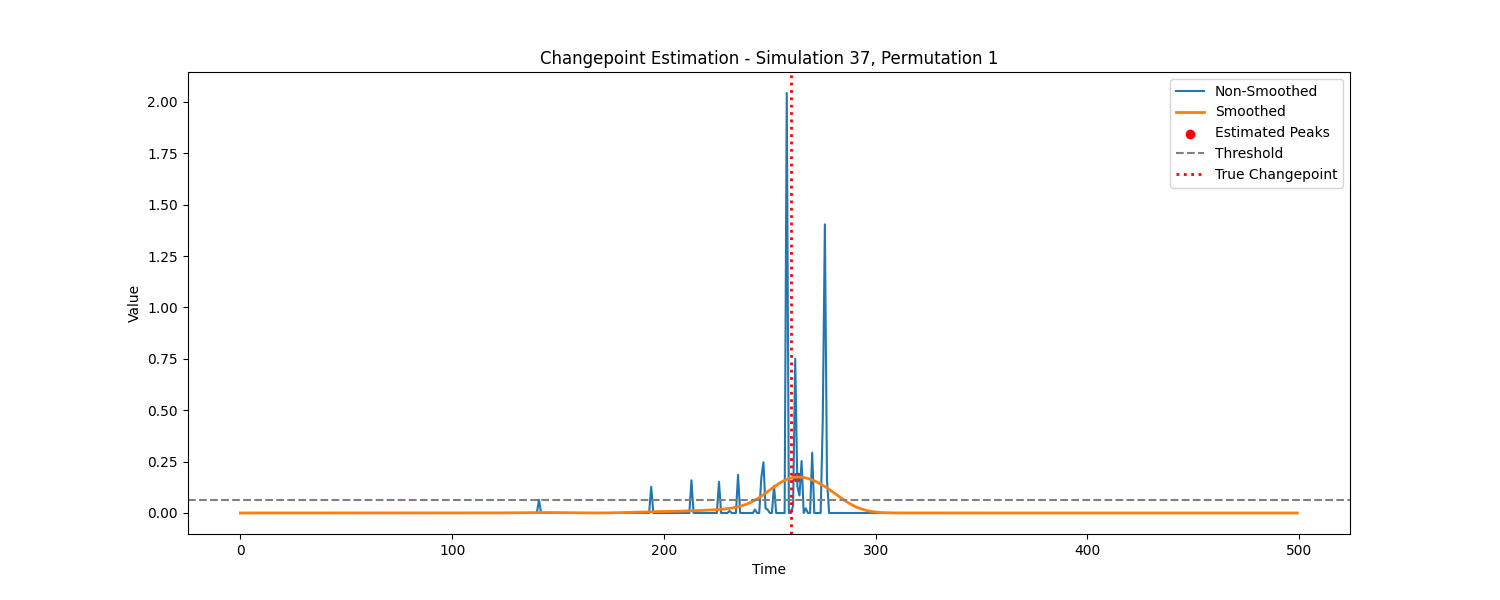 Changepoint Estimation - Simulation 37, Permutation 1
Value
2.00
1.75
1.50
1.25
1.00
0.75
0.50
0.25
0.00
Non-Smoothed
Smoothed
Estimated Peaks
Threshold
True Changepoint
0 100 200 300 400 500
Time